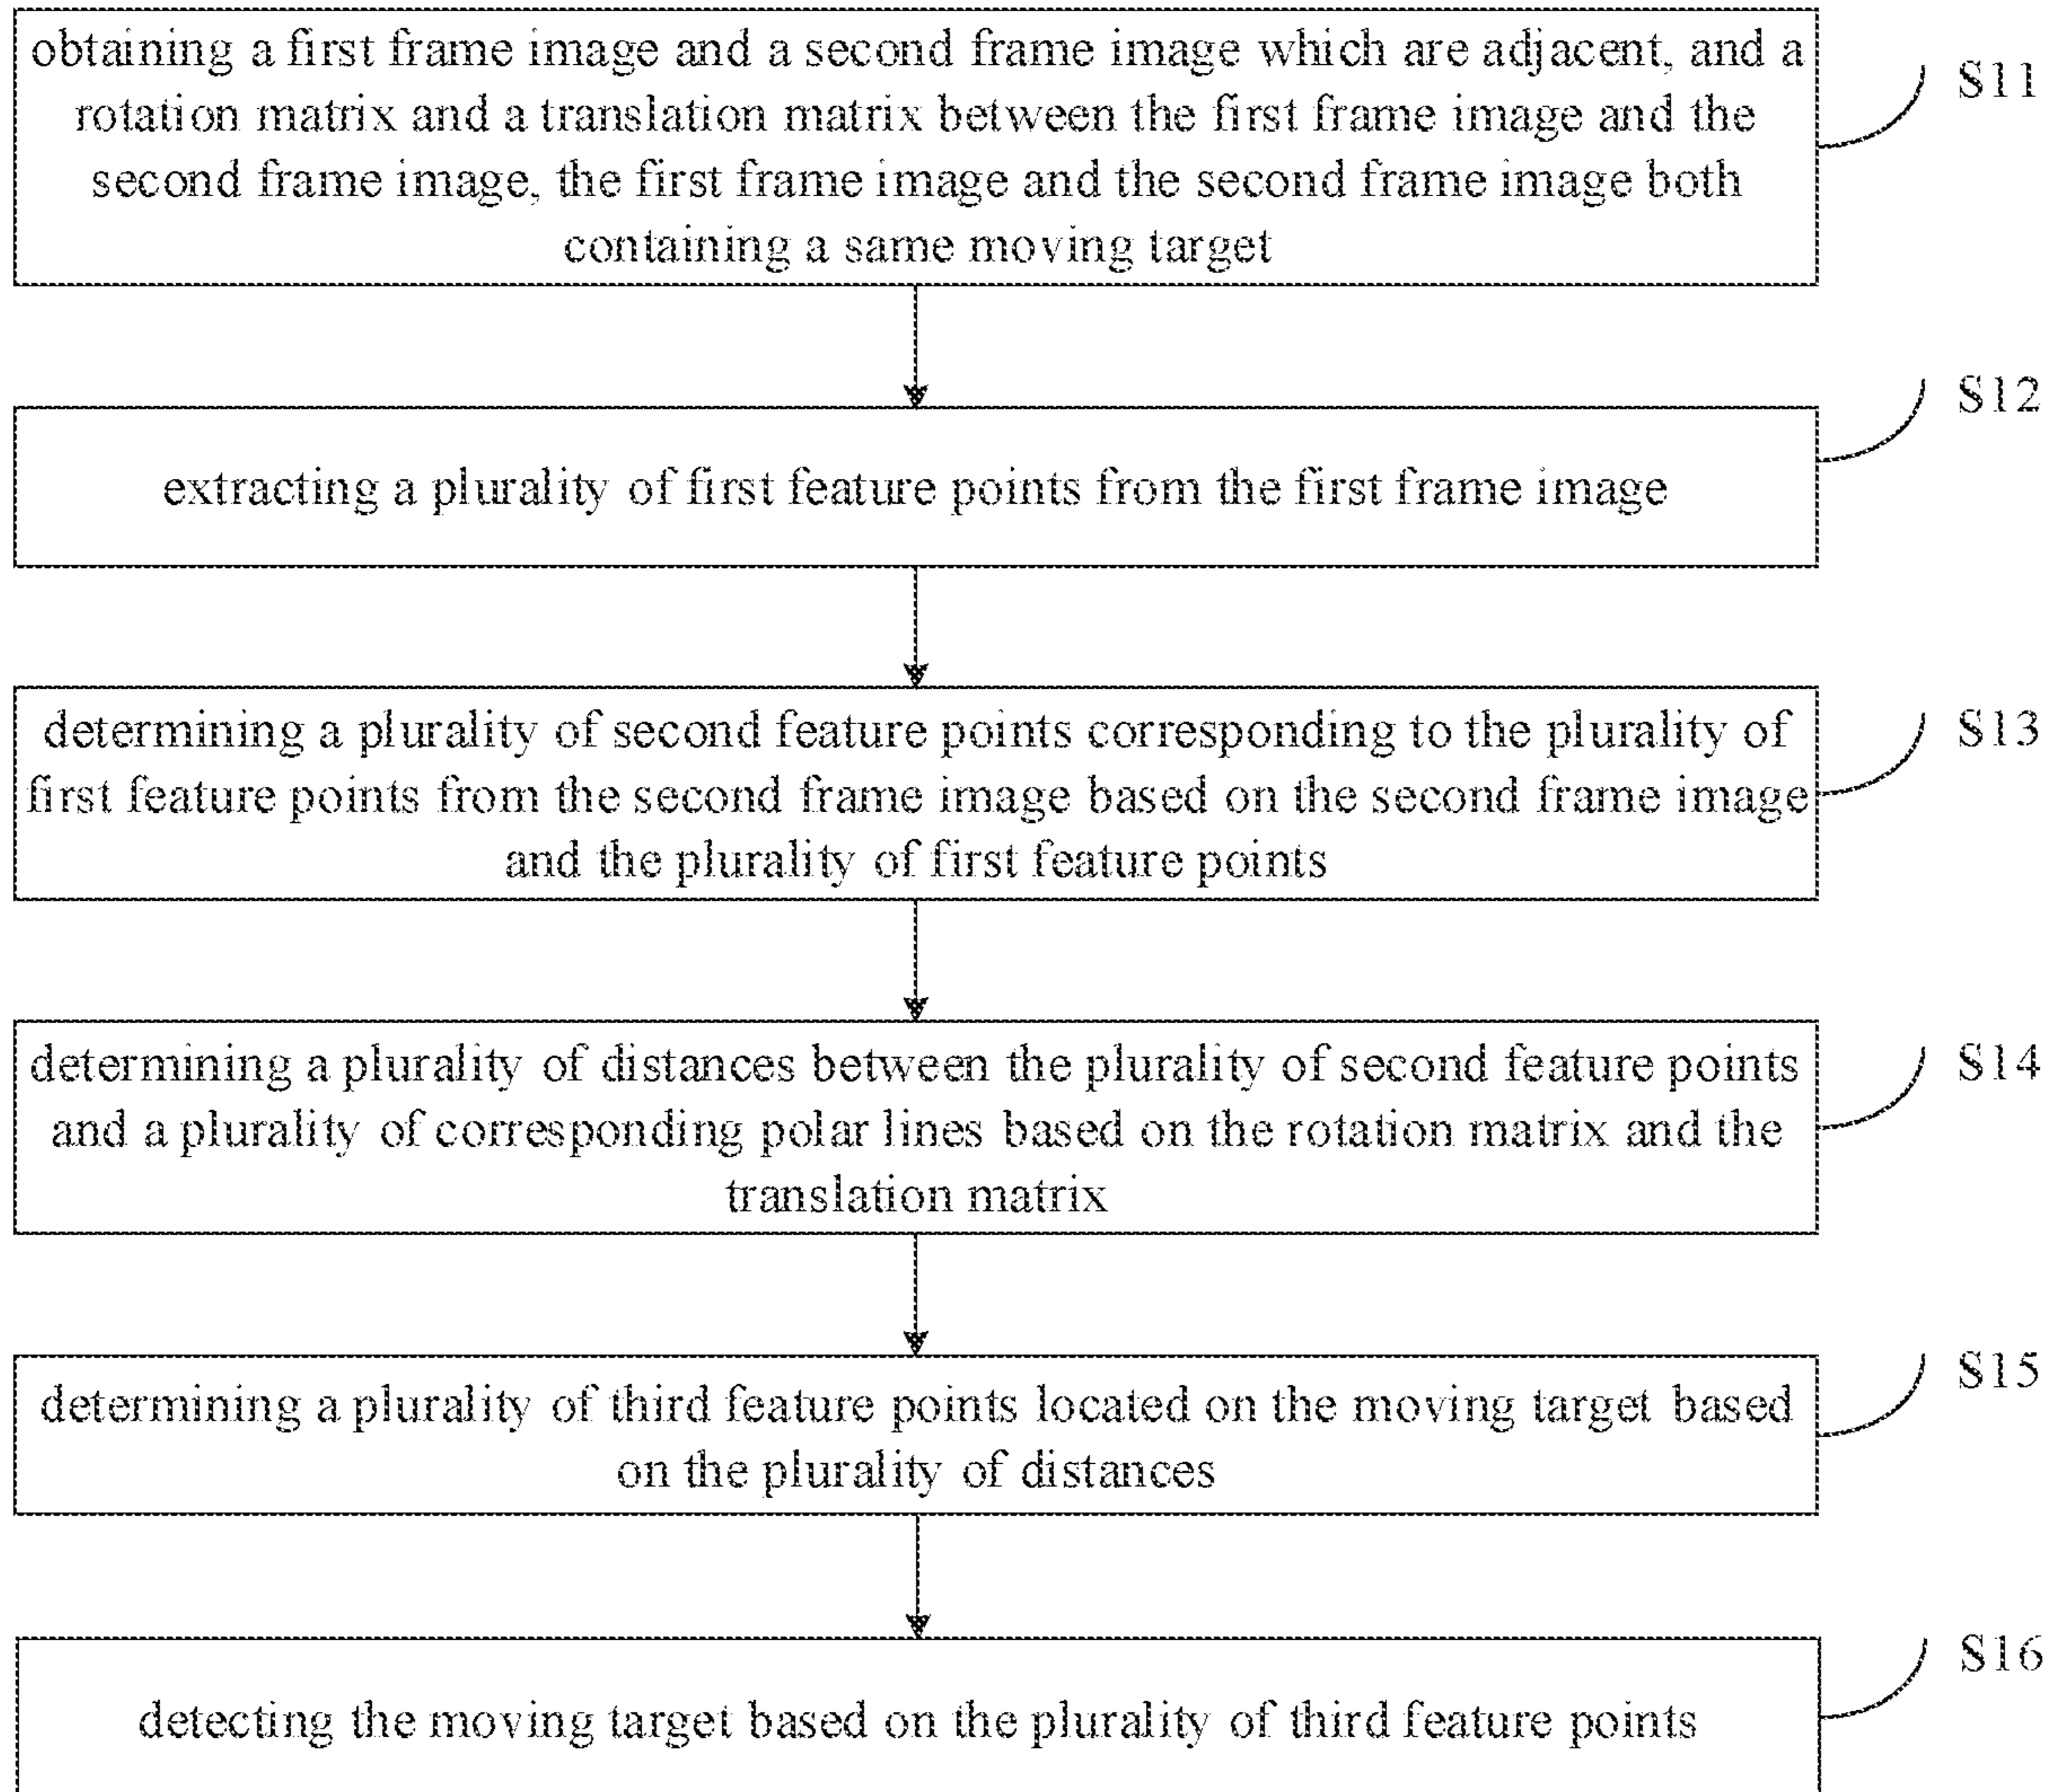 obtaining a first frame image and a second frame image which are adjacent, and a
rotation matrix and a translation matrix between the first frame image and the
second frame image, the first frame image and the second frame image both
containing a same moving target
S11
extracting a plurality of first feature points from the first frame image
S12
determining a plurality of second feature points corresponding to the plurality of
first feature points from the second frame image based on the second frame image
and the plurality of first feature points
S13
determining a plurality of distances between the plurality of second feature points
and a plurality of corresponding polar lines based on the rotation matrix and the
translation matrix
S14
determining a plurality of third feature points located on the moving target based
on the plurality of distances
S15
detecting the moving target based on the plurality of third feature points
S16